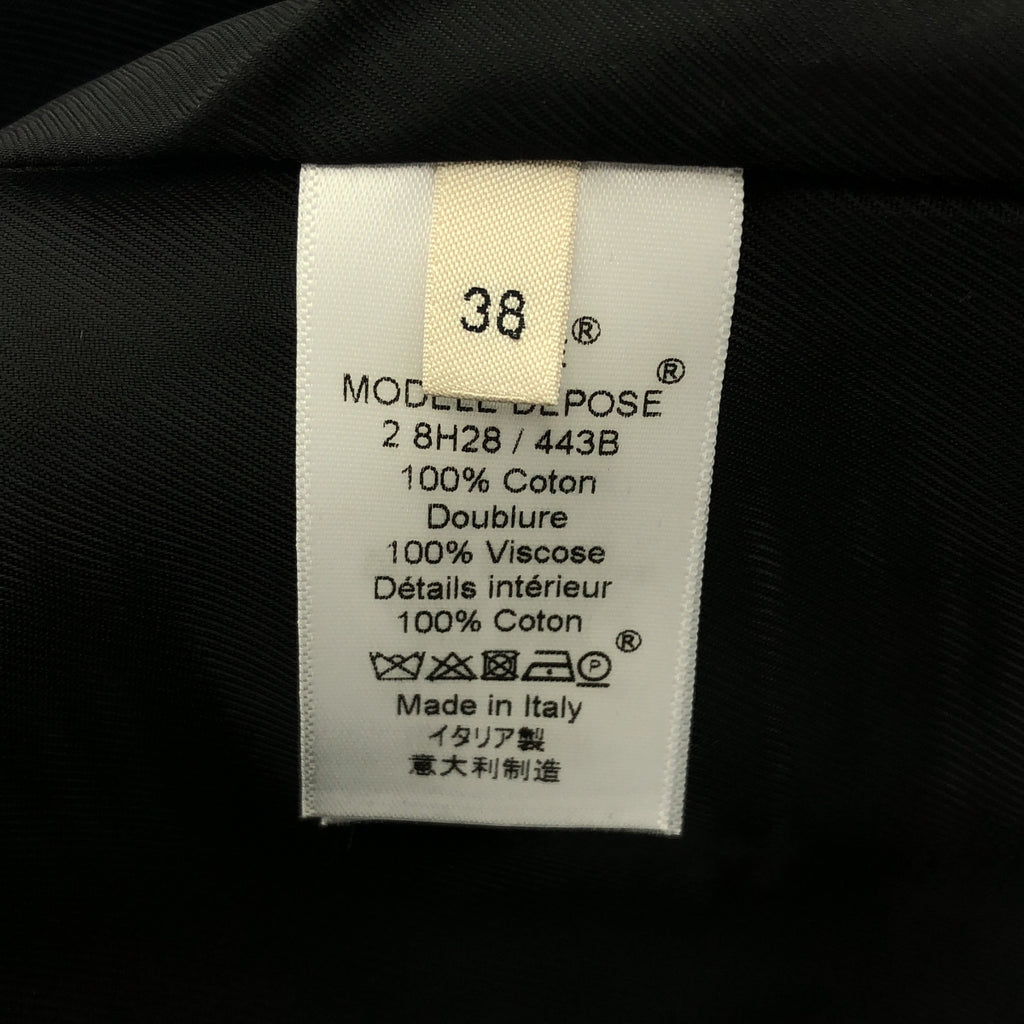 38
®
MODELE DEPOSE®
2 8H28 / 443B
100% Coton
Doublure
100% Viscose
Détails intérieur
100% Coton
®
P
Made in Italy
イタリア製
意大利制造